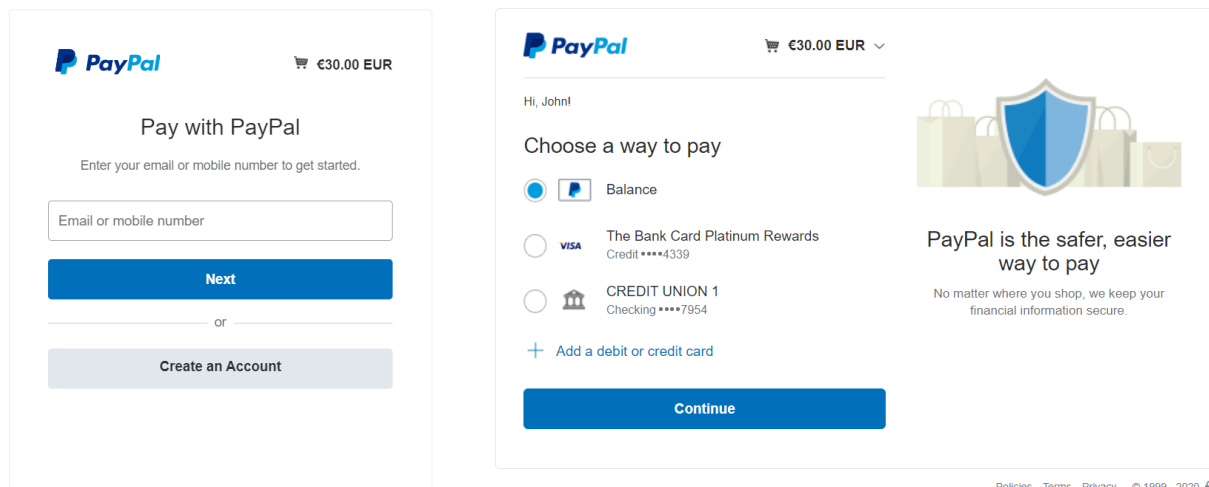 PayPal
€30.00 EUR
Pay with PayPal
Enter your email or mobile number to get started.
Email or mobile number
Next
or
Create an Account
PayPal
€30.00 EUR
Hi, John!
Choose a way to pay
Balance
VISA
The Bank Card Platinum Rewards
Credit ••••4339
CREDIT UNION 1
Checking ••••7954
Add a debit or credit card
Continue
PayPal is the safer, easier
way to pay
No matter where you shop, we keep your
financial information secure.
Policies Terms Privacy © 1999 - 2020